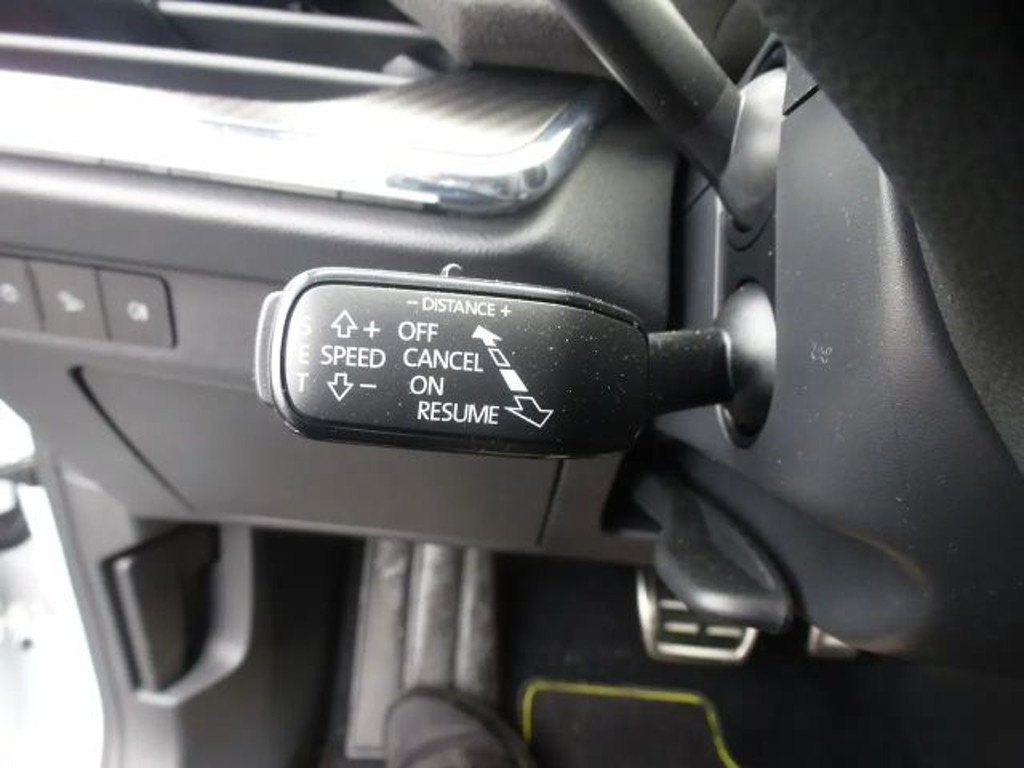 − DISTANCE +
S + OFF
E SPEED CANCEL
T − ON
RESUME